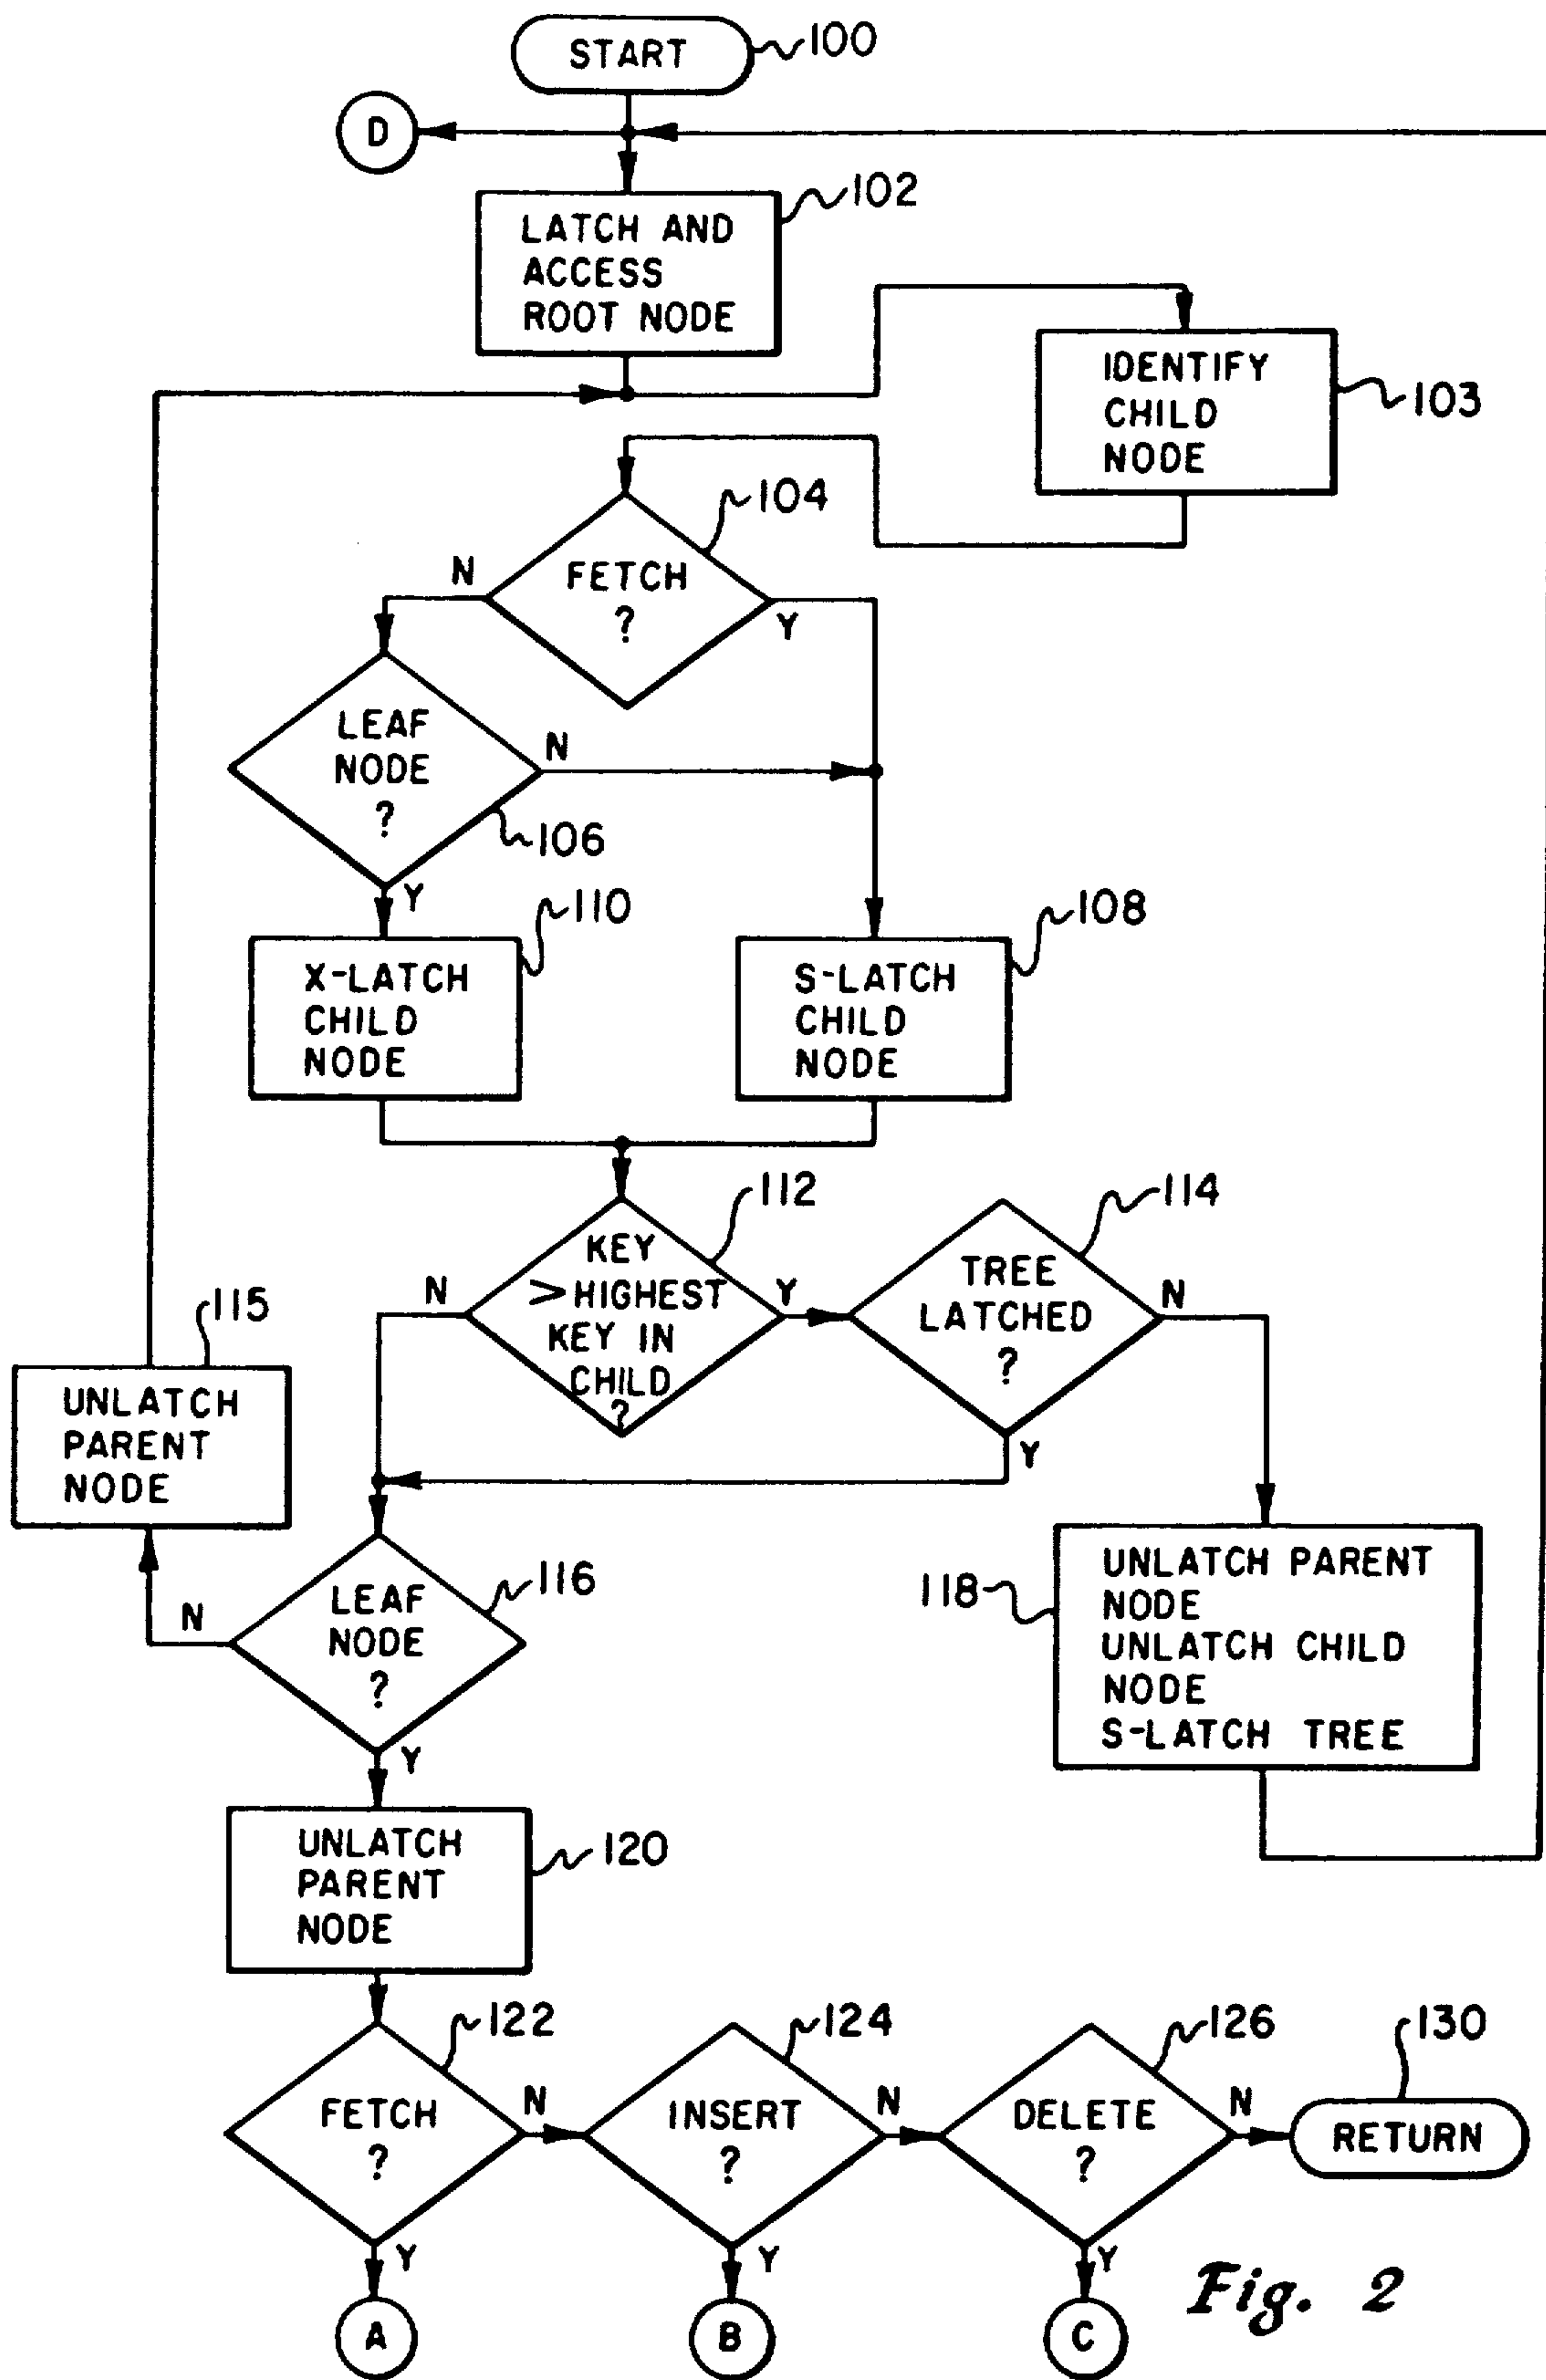 START
100
D
102
LATCH AND
ACCESS
ROOT NODE
IDENTIFY
CHILD
NODE
103
104
FETCH
?
N
Y
LEAF
NODE
?
N
106
Y
110
108
X-LATCH
CHILD
NODE
S-LATCH
CHILD
NODE
112
114
KEY
>HIGHEST
KEY IN
CHILD
?
N
Y
TREE
LATCHED
?
N
Y
115
UNLATCH
PARENT
NODE
116
LEAF
NODE
?
N
Y
118
UNLATCH PARENT
NODE
UNLATCH CHILD
NODE
S-LATCH TREE
UNLATCH
PARENT
NODE
120
122
124
126
130
FETCH
?
N
INSERT
?
N
DELETE
?
N
RETURN
Y
Y
Y
A
B
C
Fig. 2